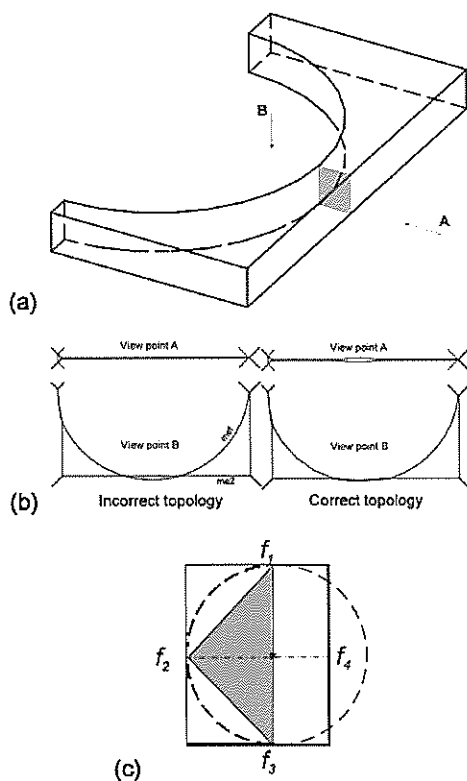 B
A
(a)
View point A View point A
View point B me1 View point B
me2
(b) Incorrect topology Correct topology
f1
f2 f4
f3
(c)